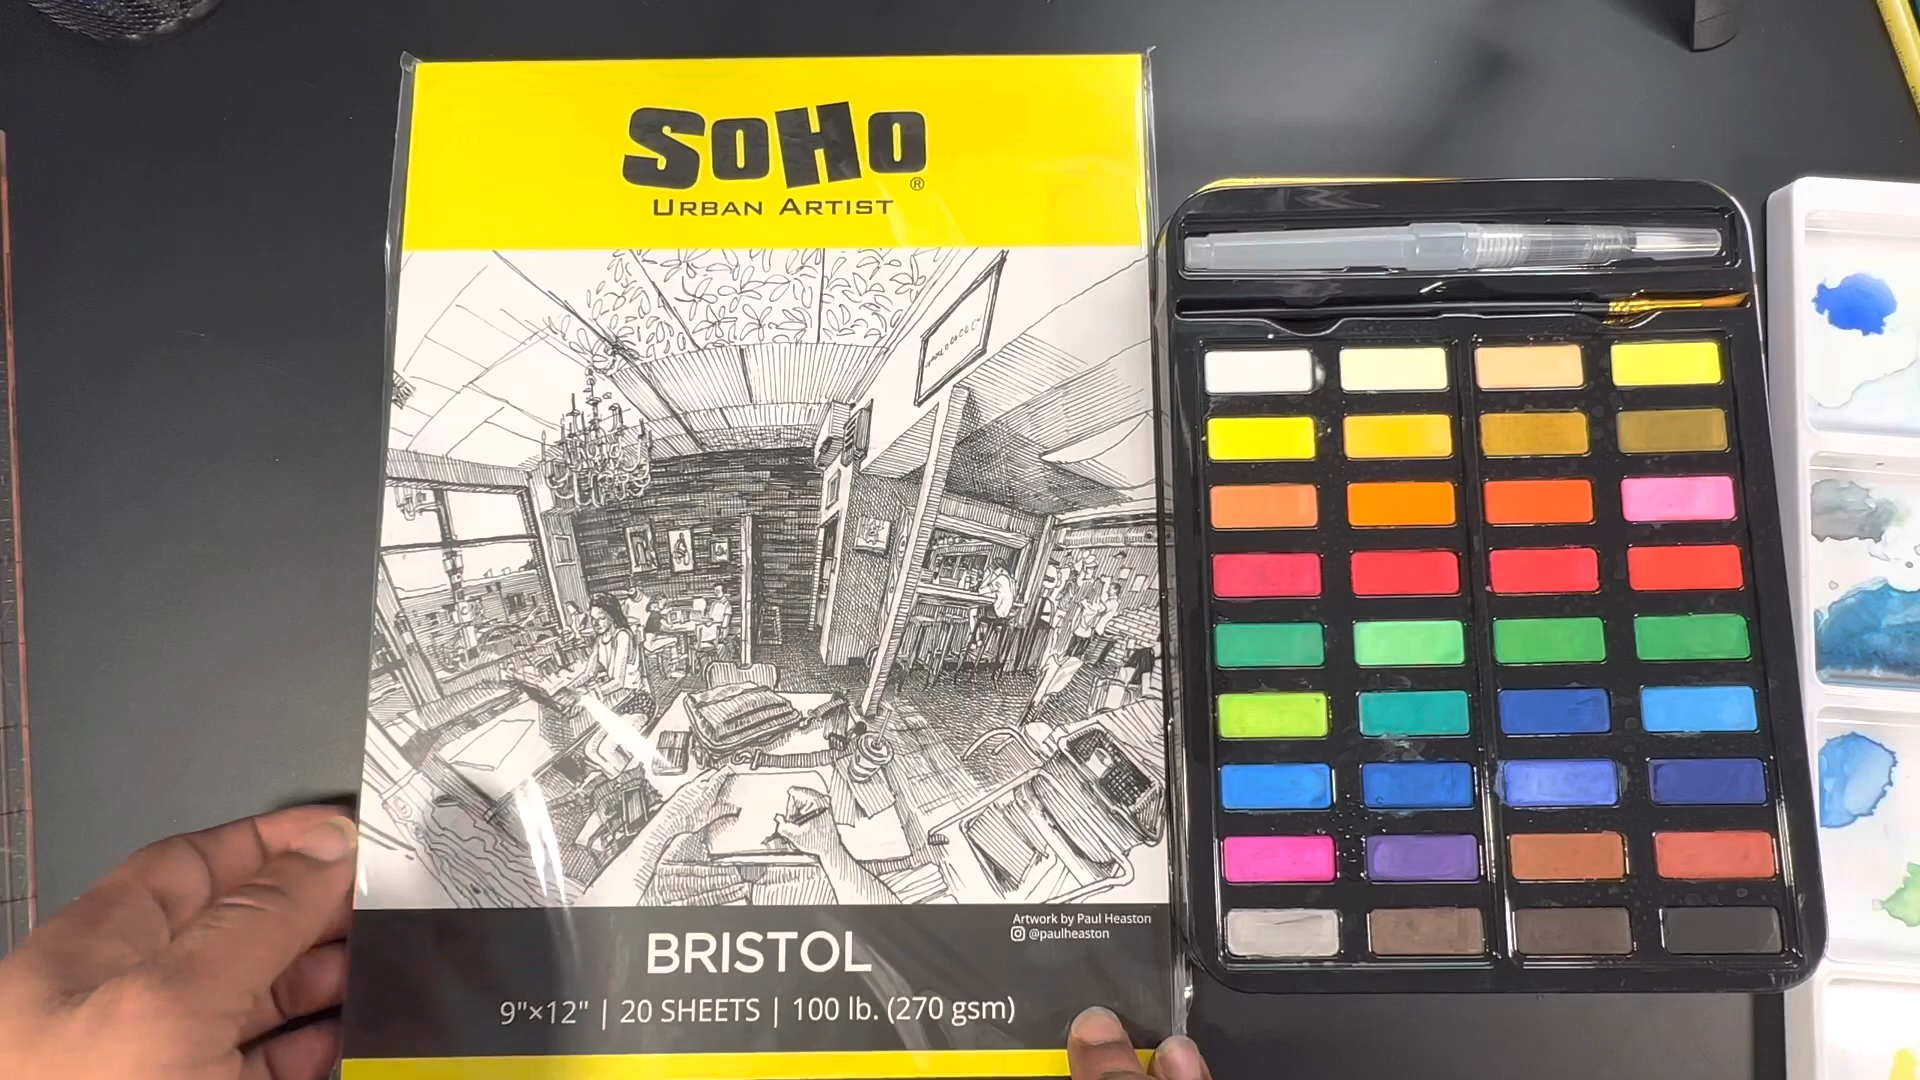 SoHo
®
URBAN ARTIST
Artwork by Paul Heaston
@paulheaston
BRISTOL
9"×12" | 20 SHEETS | 100 lb. (270 gsm)